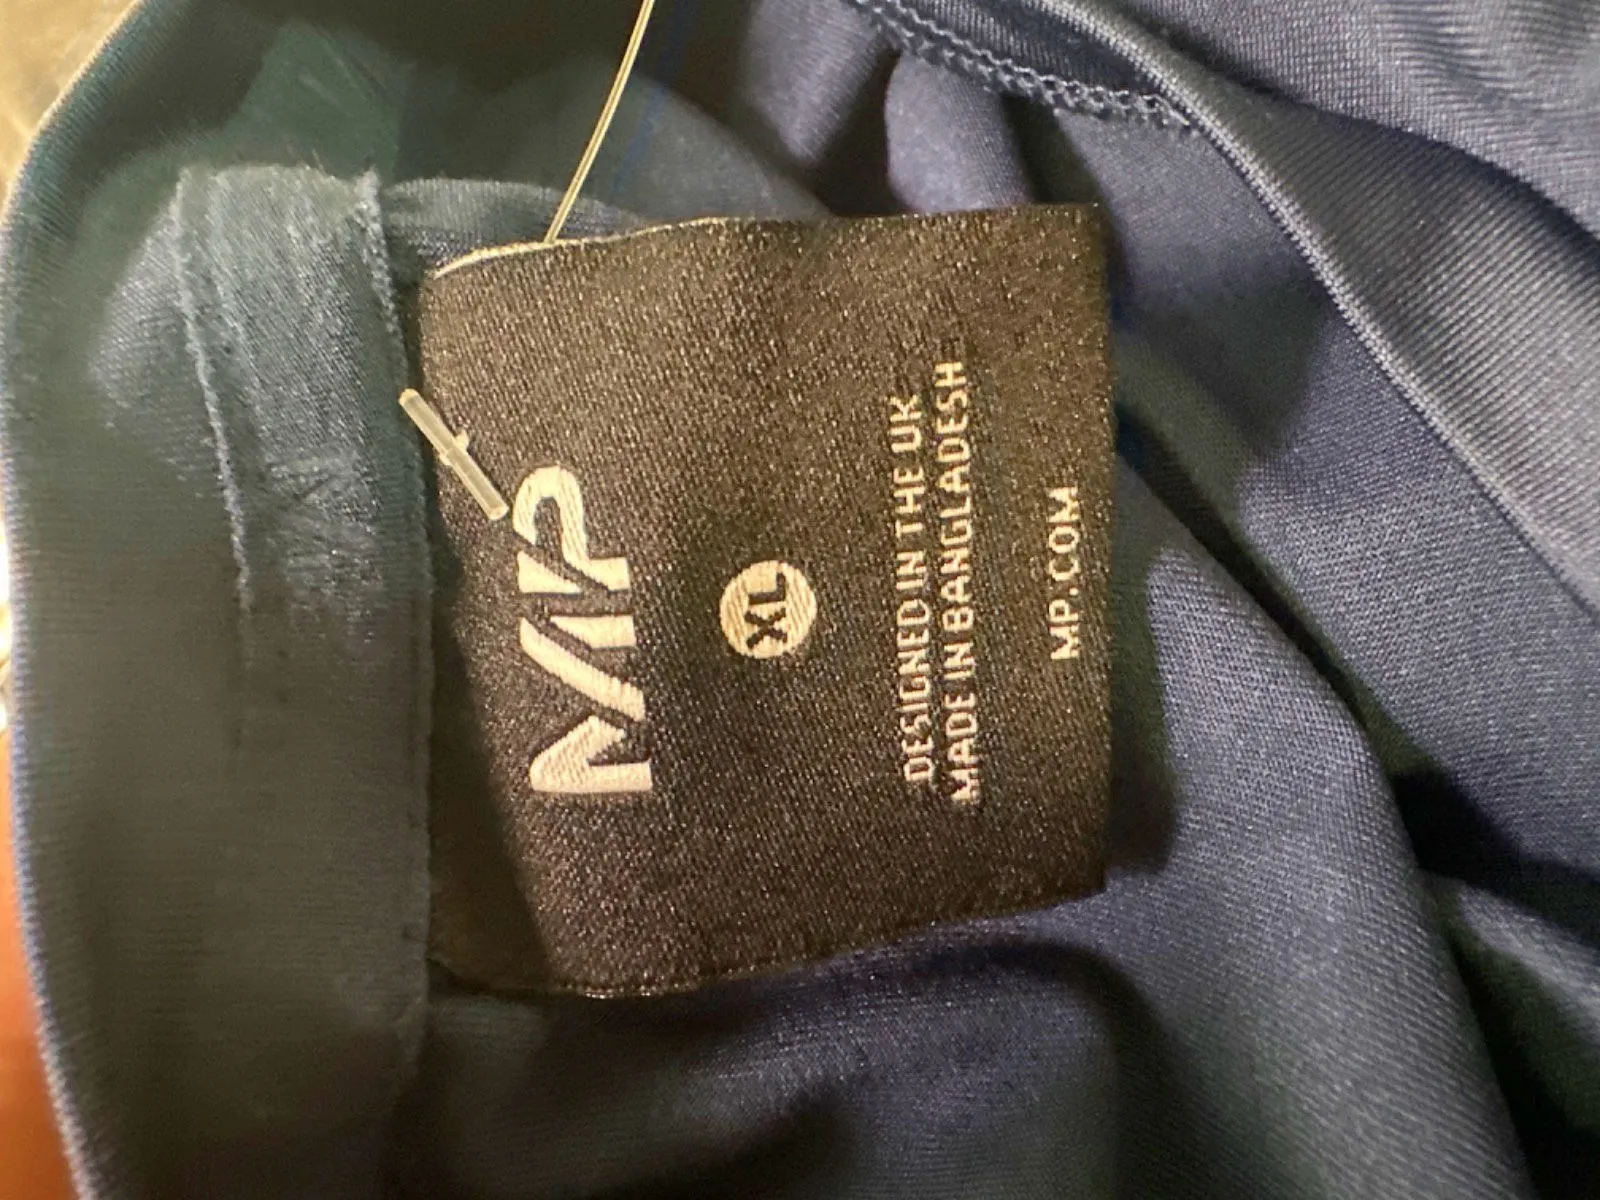 MP
XL
DESIGNED IN THE UK
MADE IN BANGLADESH
MP.COM